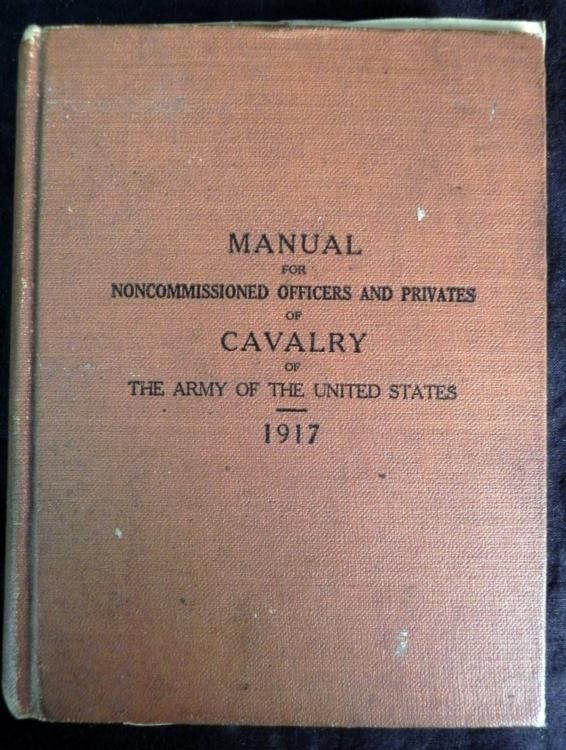 MANUAL
FOR
NONCOMMISSIONED OFFICERS AND PRIVATES
OF
CAVALRY
OF
THE ARMY OF THE UNITED STATES
1917